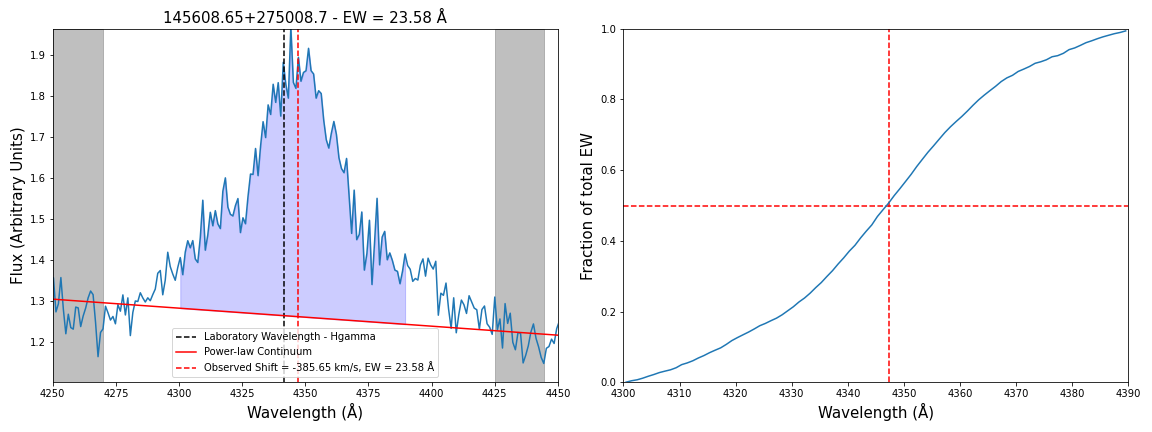 145608.65+275008.7 - EW = 23.58 Å
Flux (Arbitrary Units)
1.9
1.8
1.7
1.6
1.5
1.4
1.3
1.2
Laboratory Wavelength - Hgamma
Power-law Continuum
Observed Shift = -385.65 km/s, EW = 23.58 Å
4250 4275 4300 4325 4350 4375 4400 4425 4450
Wavelength (Å)
Fraction of total EW
1.0
0.8
0.6
0.4
0.2
0.0
4300 4310 4320 4330 4340 4350 4360 4370 4380 4390
Wavelength (Å)